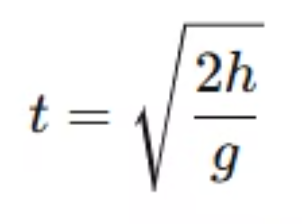 t = √(2h/g)